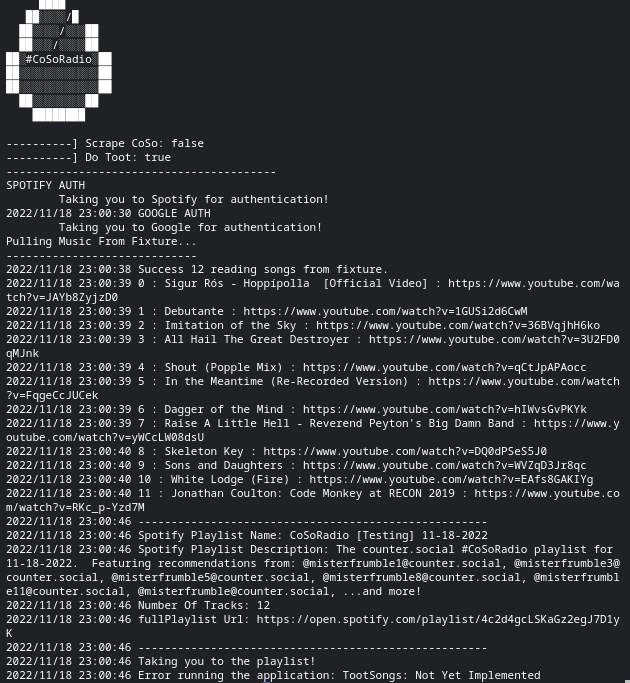 #CoSoRadio
----------] Scrape CoSo: false
----------] Do Toot: true
-----------------------------------------
SPOTIFY AUTH
Taking you to Spotify for authentication!
2022/11/18 23:00:30 GOOGLE AUTH
Taking you to Google for authentication!
Pulling Music From Fixture...
-----------------------------
2022/11/18 23:00:38 Success 12 reading songs from fixture.
2022/11/18 23:00:39 0 : Sigur Rós - Hoppípolla  [Official Video] : https://www.youtube.com/wa
tch?v=JAYb8ZyjzD0
2022/11/18 23:00:39 1 : Debutante : https://www.youtube.com/watch?v=1GUSi2d6CwM
2022/11/18 23:00:39 2 : Imitation of the Sky : https://www.youtube.com/watch?v=36BVqjhH6ko
2022/11/18 23:00:39 3 : All Hail The Great Destroyer : https://www.youtube.com/watch?v=3U2FD0
qMJnk
2022/11/18 23:00:39 4 : Shout (Popple Mix) : https://www.youtube.com/watch?v=qCtJpAPAocc
2022/11/18 23:00:39 5 : In the Meantime (Re-Recorded Version) : https://www.youtube.com/watch
?v=FqgeCcJUCek
2022/11/18 23:00:39 6 : Dagger of the Mind : https://www.youtube.com/watch?v=hIWvsGvPKYk
2022/11/18 23:00:39 7 : Raise A Little Hell - Reverend Peyton's Big Damn Band : https://www.y
outube.com/watch?v=yWCcLW08dsU
2022/11/18 23:00:40 8 : Skeleton Key : https://www.youtube.com/watch?v=DQ0dPSeS5J0
2022/11/18 23:00:40 9 : Sons and Daughters : https://www.youtube.com/watch?v=WVZqD3Jr8qc
2022/11/18 23:00:40 10 : White Lodge (Fire) : https://www.youtube.com/watch?v=EAfs8GAKIYg
2022/11/18 23:00:40 11 : Jonathan Coulton: Code Monkey at RECON 2019 : https://www.youtube.co
m/watch?v=RKc_p-Yzd7M
2022/11/18 23:00:46 -----------------------------------------------------
2022/11/18 23:00:46 Spotify Playlist Name: CoSoRadio [Testing] 11-18-2022
2022/11/18 23:00:46 Spotify Playlist Description: The counter.social #CoSoRadio playlist for
11-18-2022.  Featuring recommendations from: @misterfrumble1@counter.social, @misterfrumble3@
counter.social, @misterfrumble5@counter.social, @misterfrumble8@counter.social, @misterfrumbl
e11@counter.social, @misterfrumble@counter.social, ...and more!
2022/11/18 23:00:46 Number Of Tracks: 12
2022/11/18 23:00:46 fullPlaylist Url: https://open.spotify.com/playlist/4c2d4gcLSKaGz2egJ7D1y
K
2022/11/18 23:00:46 -----------------------------------------------------
2022/11/18 23:00:46 Taking you to the playlist!
2022/11/18 23:00:46 Error running the application: TootSongs: Not Yet Implemented